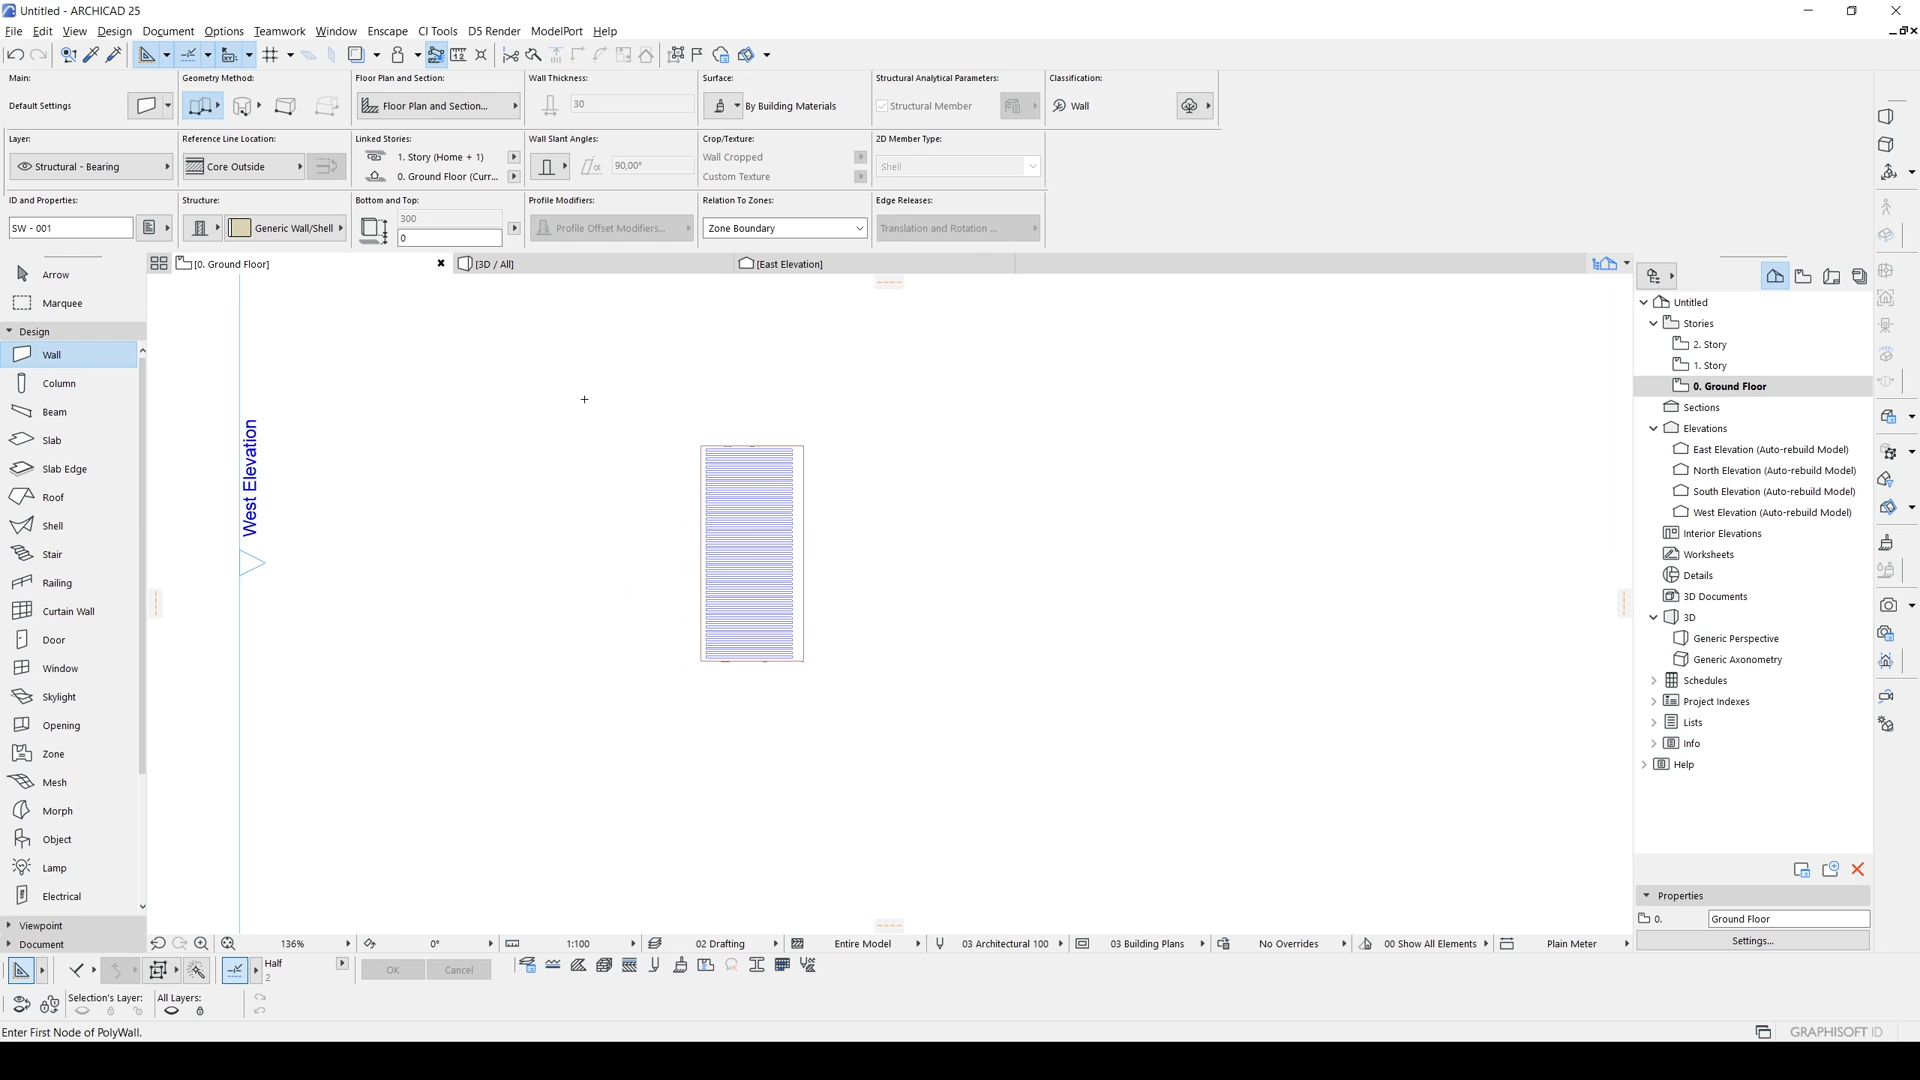 Untitled - ARCHICAD 25
File Edit View Design Document Options Teamwork Window Enscape CI Tools D5 Render ModelPort Help
Main: Geometry Method: Floor Plan and Section: Wall Thickness: Surface: Structural Analytical Parameters: Classification:
Default Settings Floor Plan and Section... 30 By Building Materials Structural Member Wall
Layer: Reference Line Location: Linked Stories: Wall Slant Angles: Crop/Texture: 2D Member Type:
Structural - Bearing Core Outside 1. Story (Home + 1) 90,00° Wall Cropped Shell
0. Ground Floor (Curr... Custom Texture
ID and Properties: Structure: Bottom and Top: Profile Modifiers: Relation To Zones: Edge Releases:
SW - 001 Generic Wall/Shell 300 Profile Offset Modifiers... Zone Boundary Translation and Rotation ...
0
[0. Ground Floor] [3D / All] [East Elevation]
Arrow
Marquee
Design
Wall
Column
Beam
Slab
Slab Edge
Roof
Shell
Stair
Railing
Curtain Wall
Door
Window
Skylight
Opening
Zone
Mesh
Morph
Object
Lamp
Electrical
Viewpoint
Document
West Elevation
Untitled
Stories
2. Story
1. Story
0. Ground Floor
Sections
Elevations
East Elevation (Auto-rebuild Model)
North Elevation (Auto-rebuild Model)
South Elevation (Auto-rebuild Model)
West Elevation (Auto-rebuild Model)
Interior Elevations
Worksheets
Details
3D Documents
3D
Generic Perspective
Generic Axonometry
Schedules
Project Indexes
Lists
Info
Help
Properties
0. Ground Floor
Settings...
136% 0° 1:100 02 Drafting Entire Model 03 Architectural 100 03 Building Plans No Overrides 00 Show All Elements Plain Meter
Half
2
OK Cancel
Selection's Layer: All Layers:
Enter First Node of PolyWall.
GRAPHISOFT ID